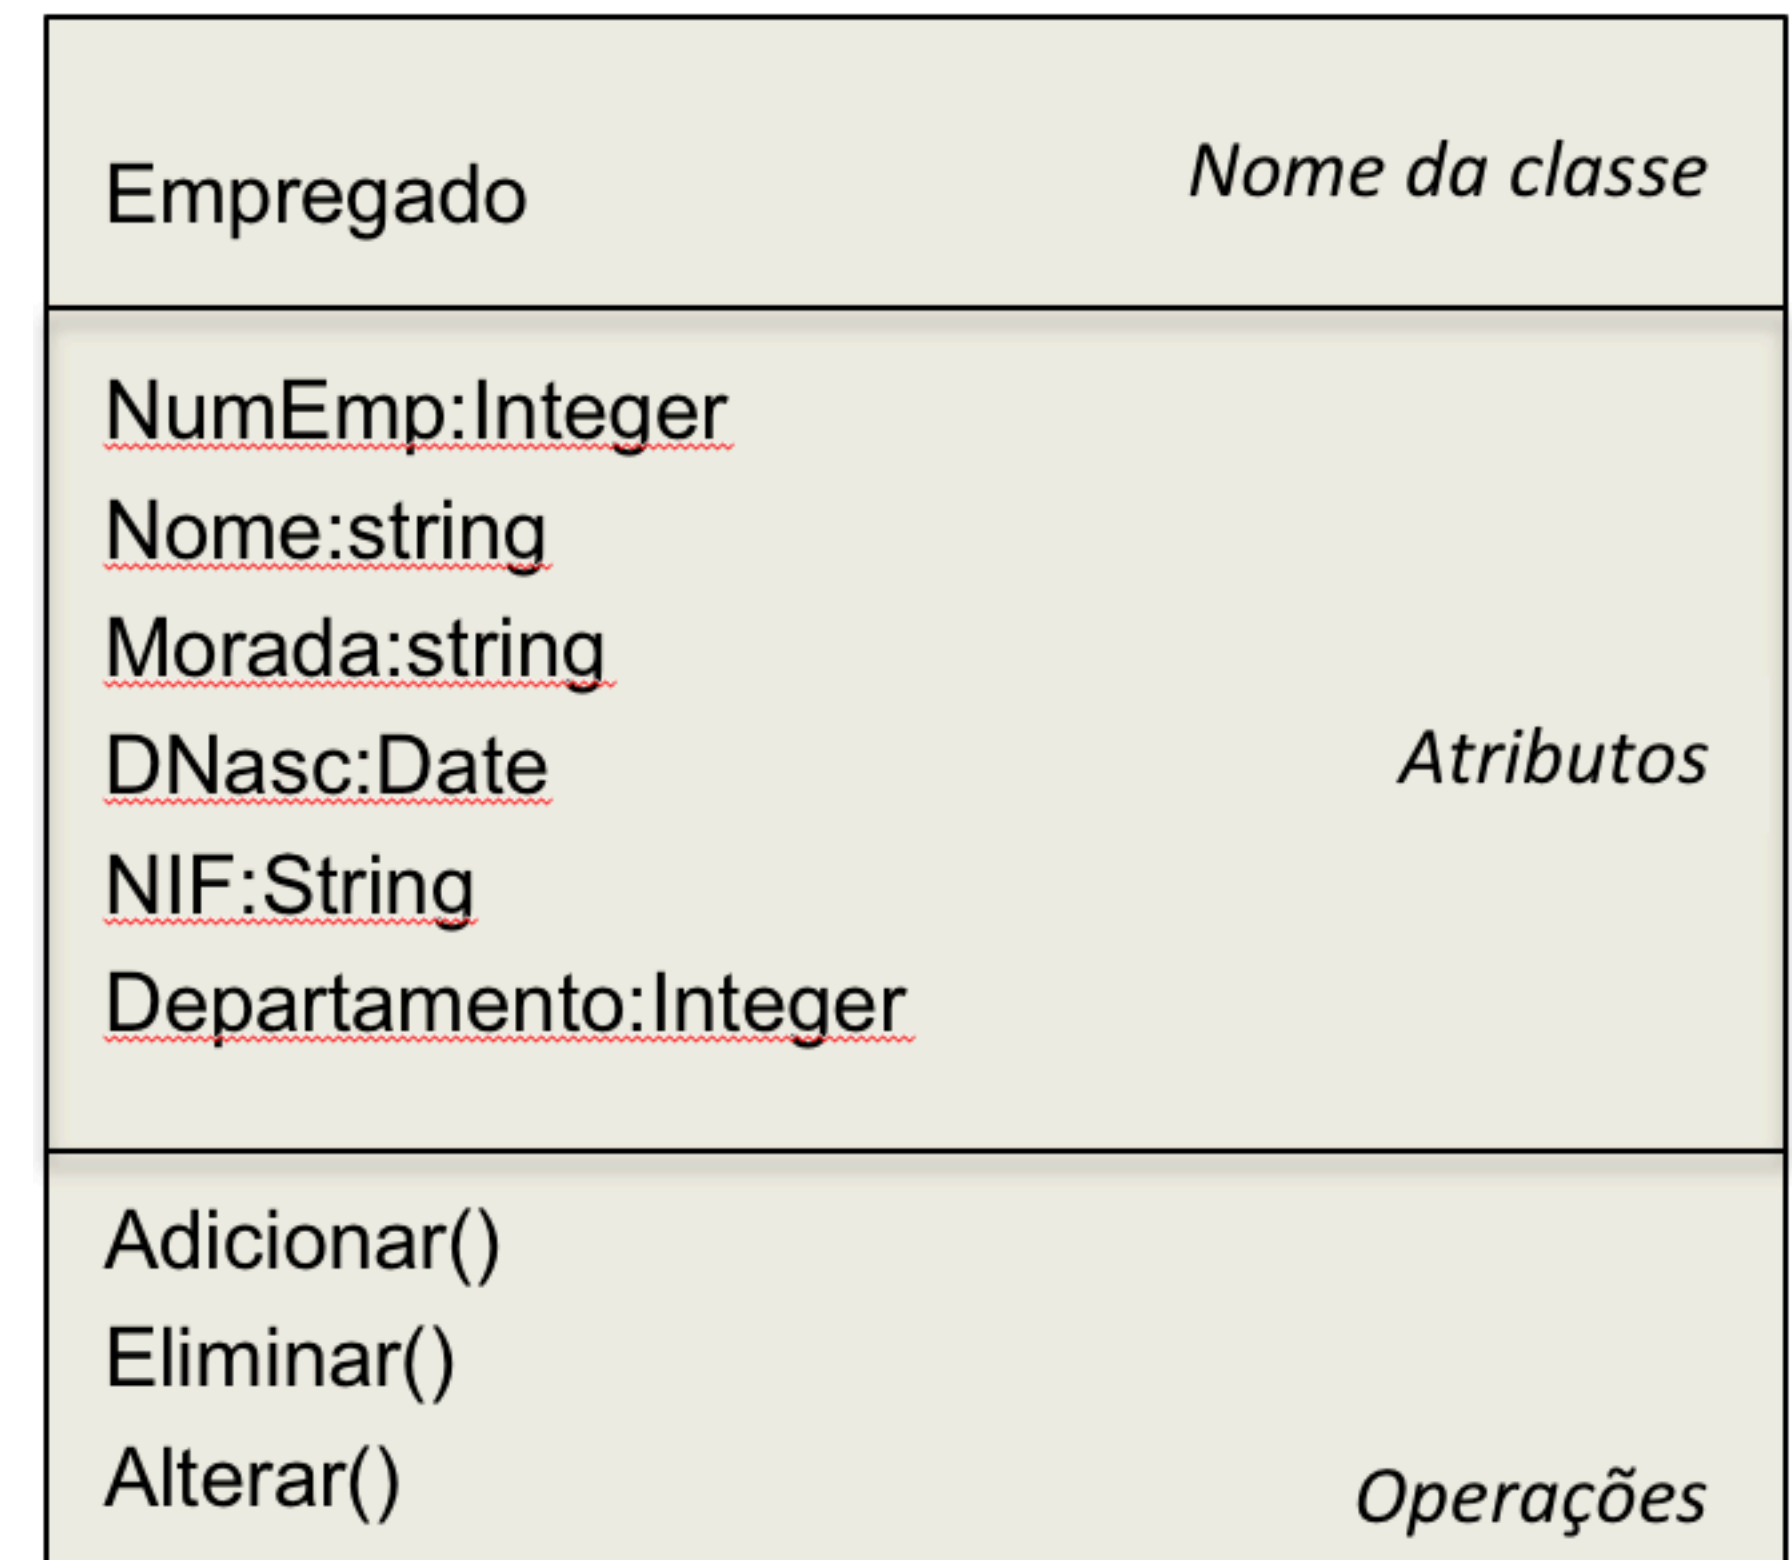 Empregado
Nome da classe
NumEmp:Integer
Nome:string
Morada:string
DNasc:Date
NIF:String
Departamento:Integer
Atributos
Adicionar()
Eliminar()
Alterar()
Operações